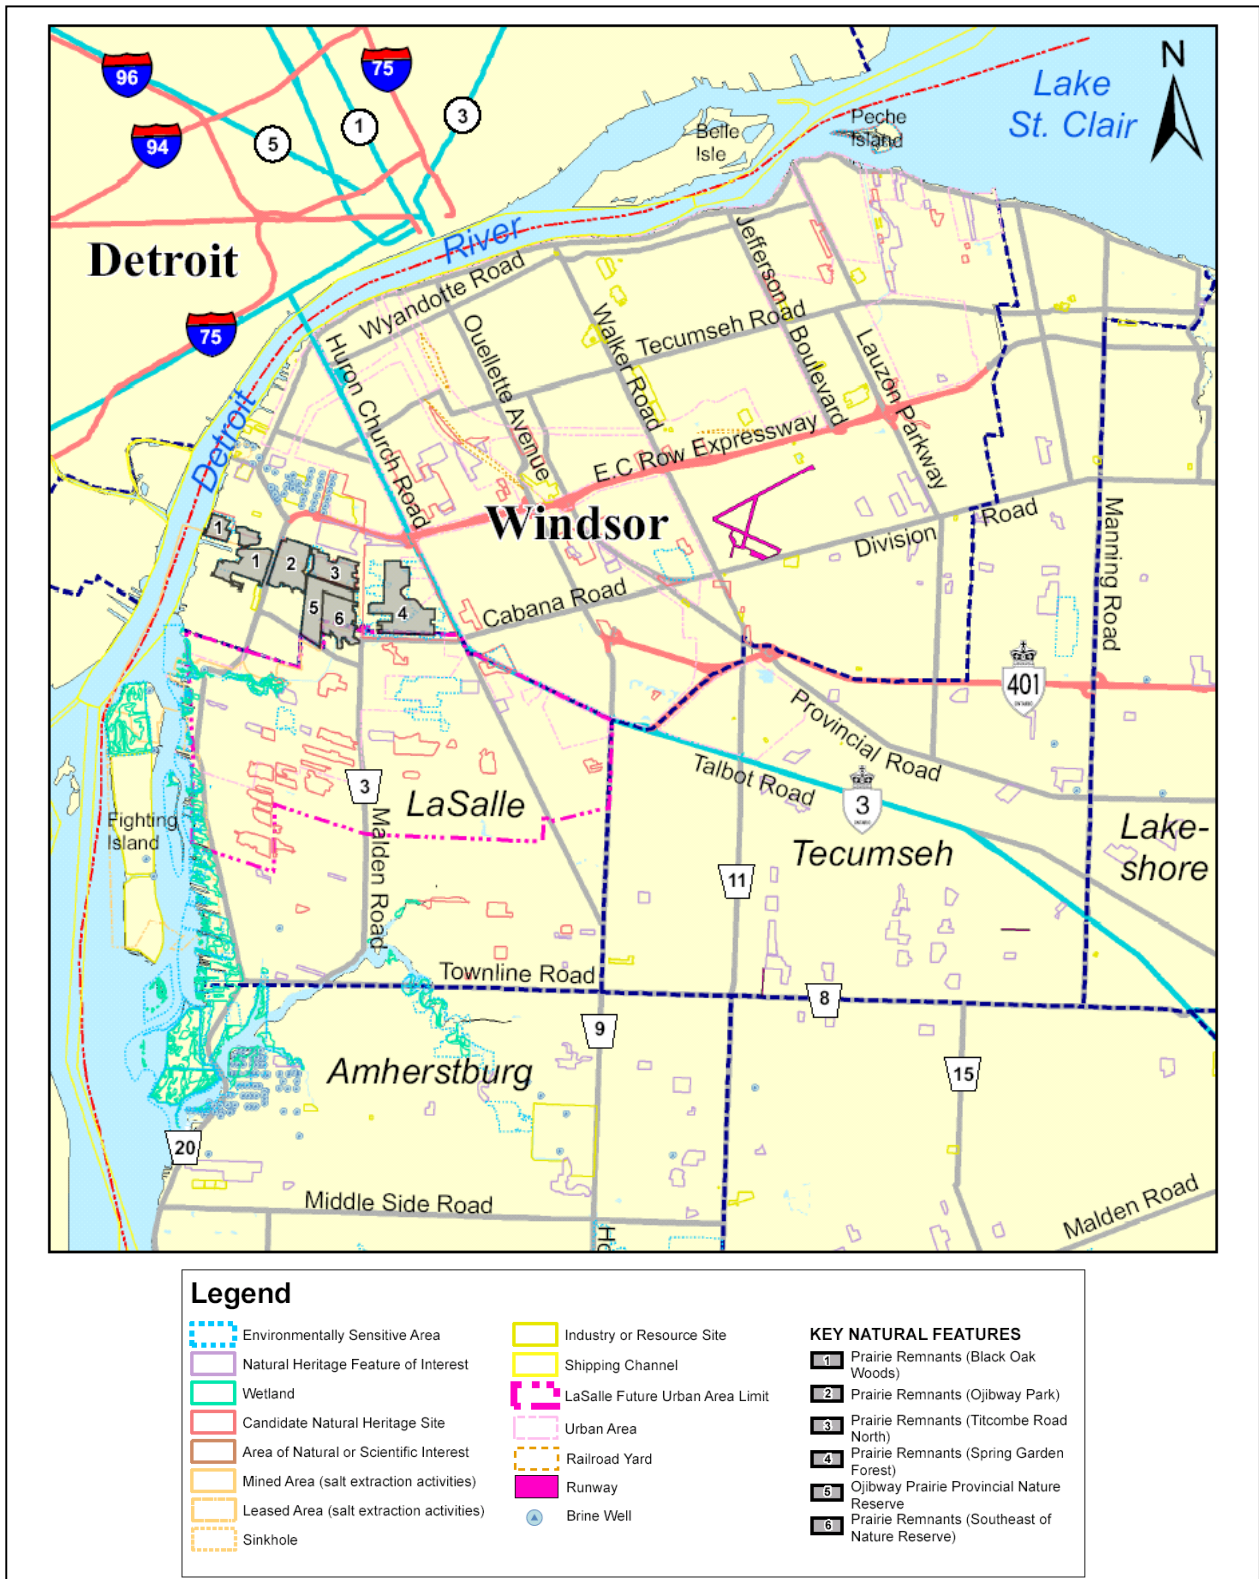 N
Lake
St. Clair
96
75
94
5
1
3
Belle
Isle
Peche
Island
Detroit
River
75
Wyandotte Road
Jefferson
Boulevard
Walker Road
Ouellette Avenue
Tecumseh Road
Huron Church Road
Lauzon Parkway
Detroit
E.C Row Expressway
Windsor
Division Road
Manning Road
1
1
2
3
5
6
4
Cabana Road
401
ONTARIO
Provincial Road
Talbot Road
3
ONTARIO
3
LaSalle
Malden Road
Fighting
Island
Tecumseh
Lake-
shore
11
Townline Road
8
9
Amherstburg
15
20
Middle Side Road
Malden Road
Legend
Environmentally Sensitive Area
Natural Heritage Feature of Interest
Wetland
Candidate Natural Heritage Site
Area of Natural or Scientific Interest
Mined Area (salt extraction activities)
Leased Area (salt extraction activities)
Sinkhole
Industry or Resource Site
Shipping Channel
LaSalle Future Urban Area Limit
Urban Area
Railroad Yard
Runway
Brine Well
KEY NATURAL FEATURES
1 Prairie Remnants (Black Oak
Woods)
2 Prairie Remnants (Ojibway Park)
3 Prairie Remnants (Titcombe Road
North)
4 Prairie Remnants (Spring Garden
Forest)
5 Ojibway Prairie Provincial Nature
Reserve
6 Prairie Remnants (Southeast of
Nature Reserve)